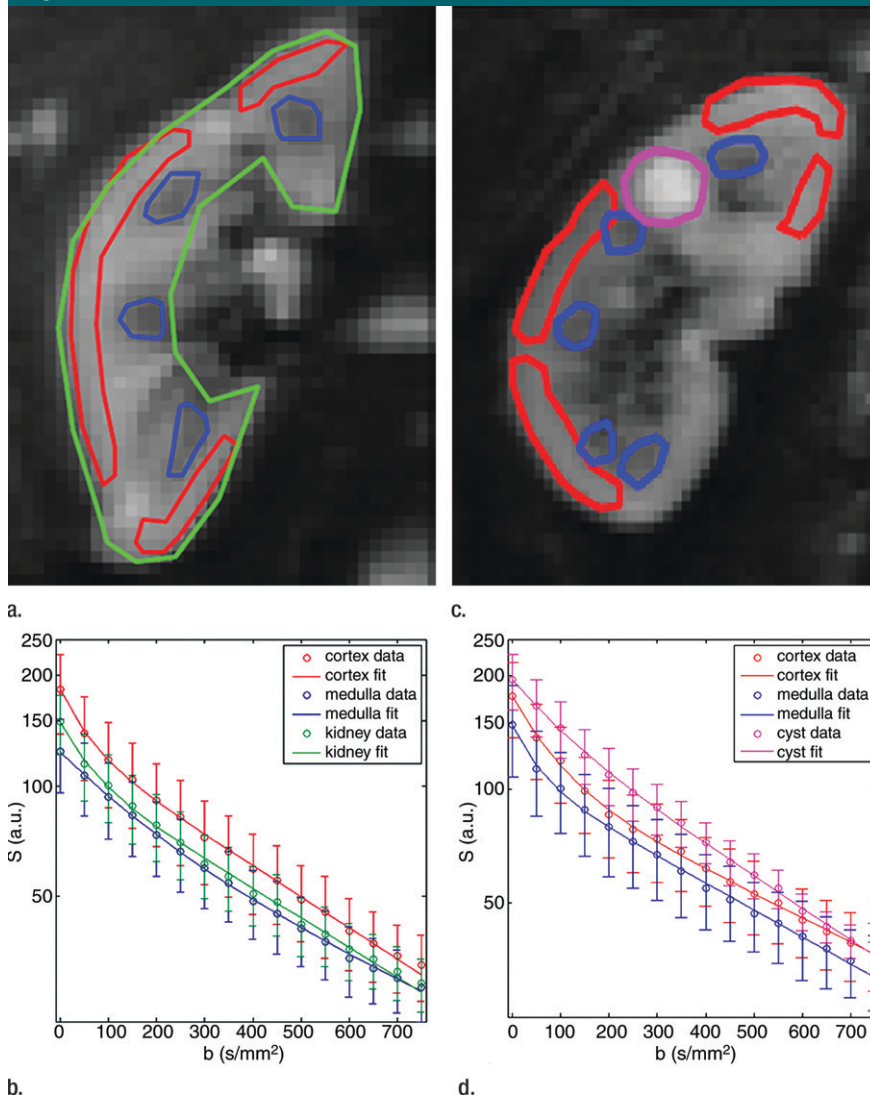 a.
c.
250
200
150
100
50
S (a.u.)
0 100 200 300 400 500 600 700
b (s/mm²)
cortex data
cortex fit
medulla data
medulla fit
kidney data
kidney fit
b.
250
200
150
100
50
S (a.u.)
0 100 200 300 400 500 600 700
b (s/mm²)
cortex data
cortex fit
medulla data
medulla fit
cyst data
cyst fit
d.